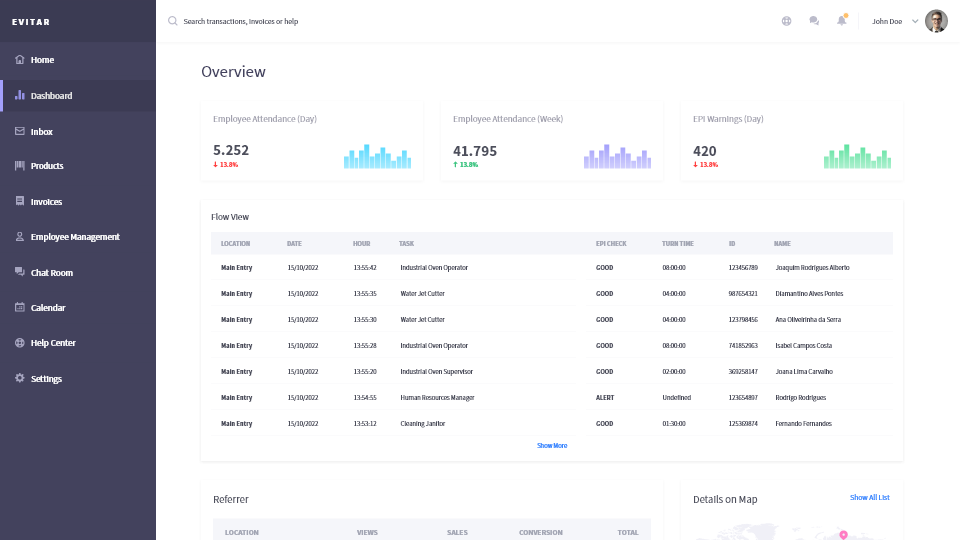 EVITAR
Search transactions, invoices or help
John Doe
Home
Dashboard
Inbox
Products
Invoices
Employee Management
Chat Room
Calendar
Help Center
Settings
Overview
Employee Attendance (Day)
5.252
↓ 13.8%
Employee Attendance (Week)
41.795
↑ 13.8%
EPI Warnings (Day)
420
↓ 13.8%
Flow View
LOCATION DATE HOUR TASK EPI CHECK TURN TIME ID NAME
Main Entry 15/10/2022 13:55:42 Industrial Oven Operator GOOD 08:00:00 123456789 Joaquim Rodrigues Alberto
Main Entry 15/10/2022 13:55:35 Water Jet Cutter GOOD 04:00:00 987654321 Diamantino Alves Pontes
Main Entry 15/10/2022 13:55:30 Water Jet Cutter GOOD 04:00:00 123798456 Ana Oliveirinha da Serra
Main Entry 15/10/2022 13:55:28 Industrial Oven Operator GOOD 08:00:00 741852963 Isabel Campos Costa
Main Entry 15/10/2022 13:55:20 Industrial Oven Supervisor GOOD 02:00:00 369258147 Joana Lima Carvalho
Main Entry 15/10/2022 13:54:55 Human Resources Manager ALERT Undefined 123654897 Rodrigo Rodrigues
Main Entry 15/10/2022 13:53:12 Cleaning Janitor GOOD 01:30:00 125369874 Fernando Fernandes
Show More
Referrer
LOCATION VIEWS SALES CONVERSION TOTAL
Details on Map
Show All List